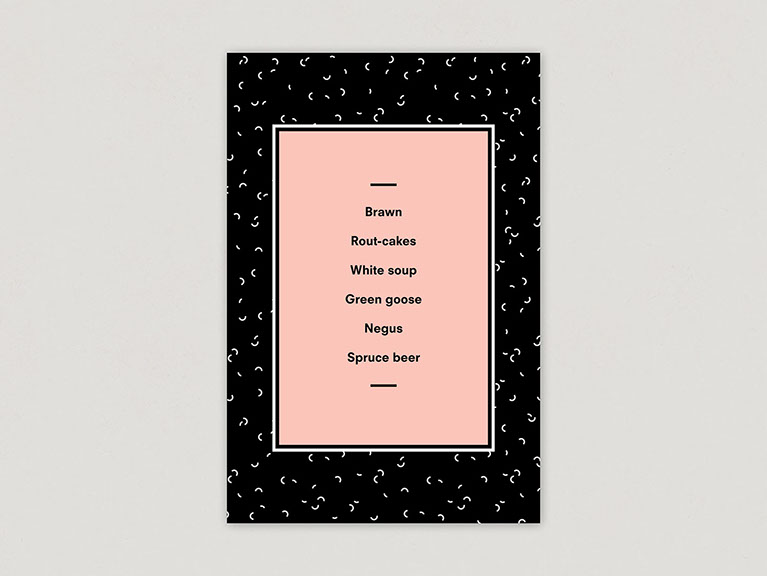 Brawn
Rout-cakes
White soup
Green goose
Negus
Spruce beer